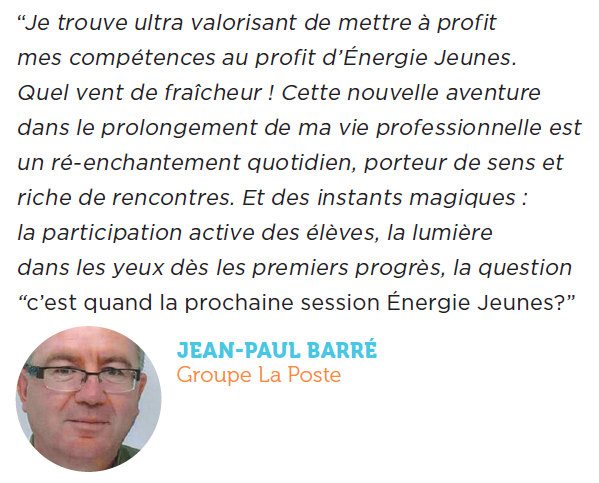 “Je trouve ultra valorisant de mettre à profit
mes compétences au profit d’Énergie Jeunes.
Quel vent de fraîcheur ! Cette nouvelle aventure
dans le prolongement de ma vie professionnelle est
un ré-enchantement quotidien, porteur de sens et
riche de rencontres. Et des instants magiques :
la participation active des élèves, la lumière
dans les yeux dès les premiers progrès, la question
“c’est quand la prochaine session Énergie Jeunes?”
JEAN-PAUL BARRÉ
Groupe La Poste